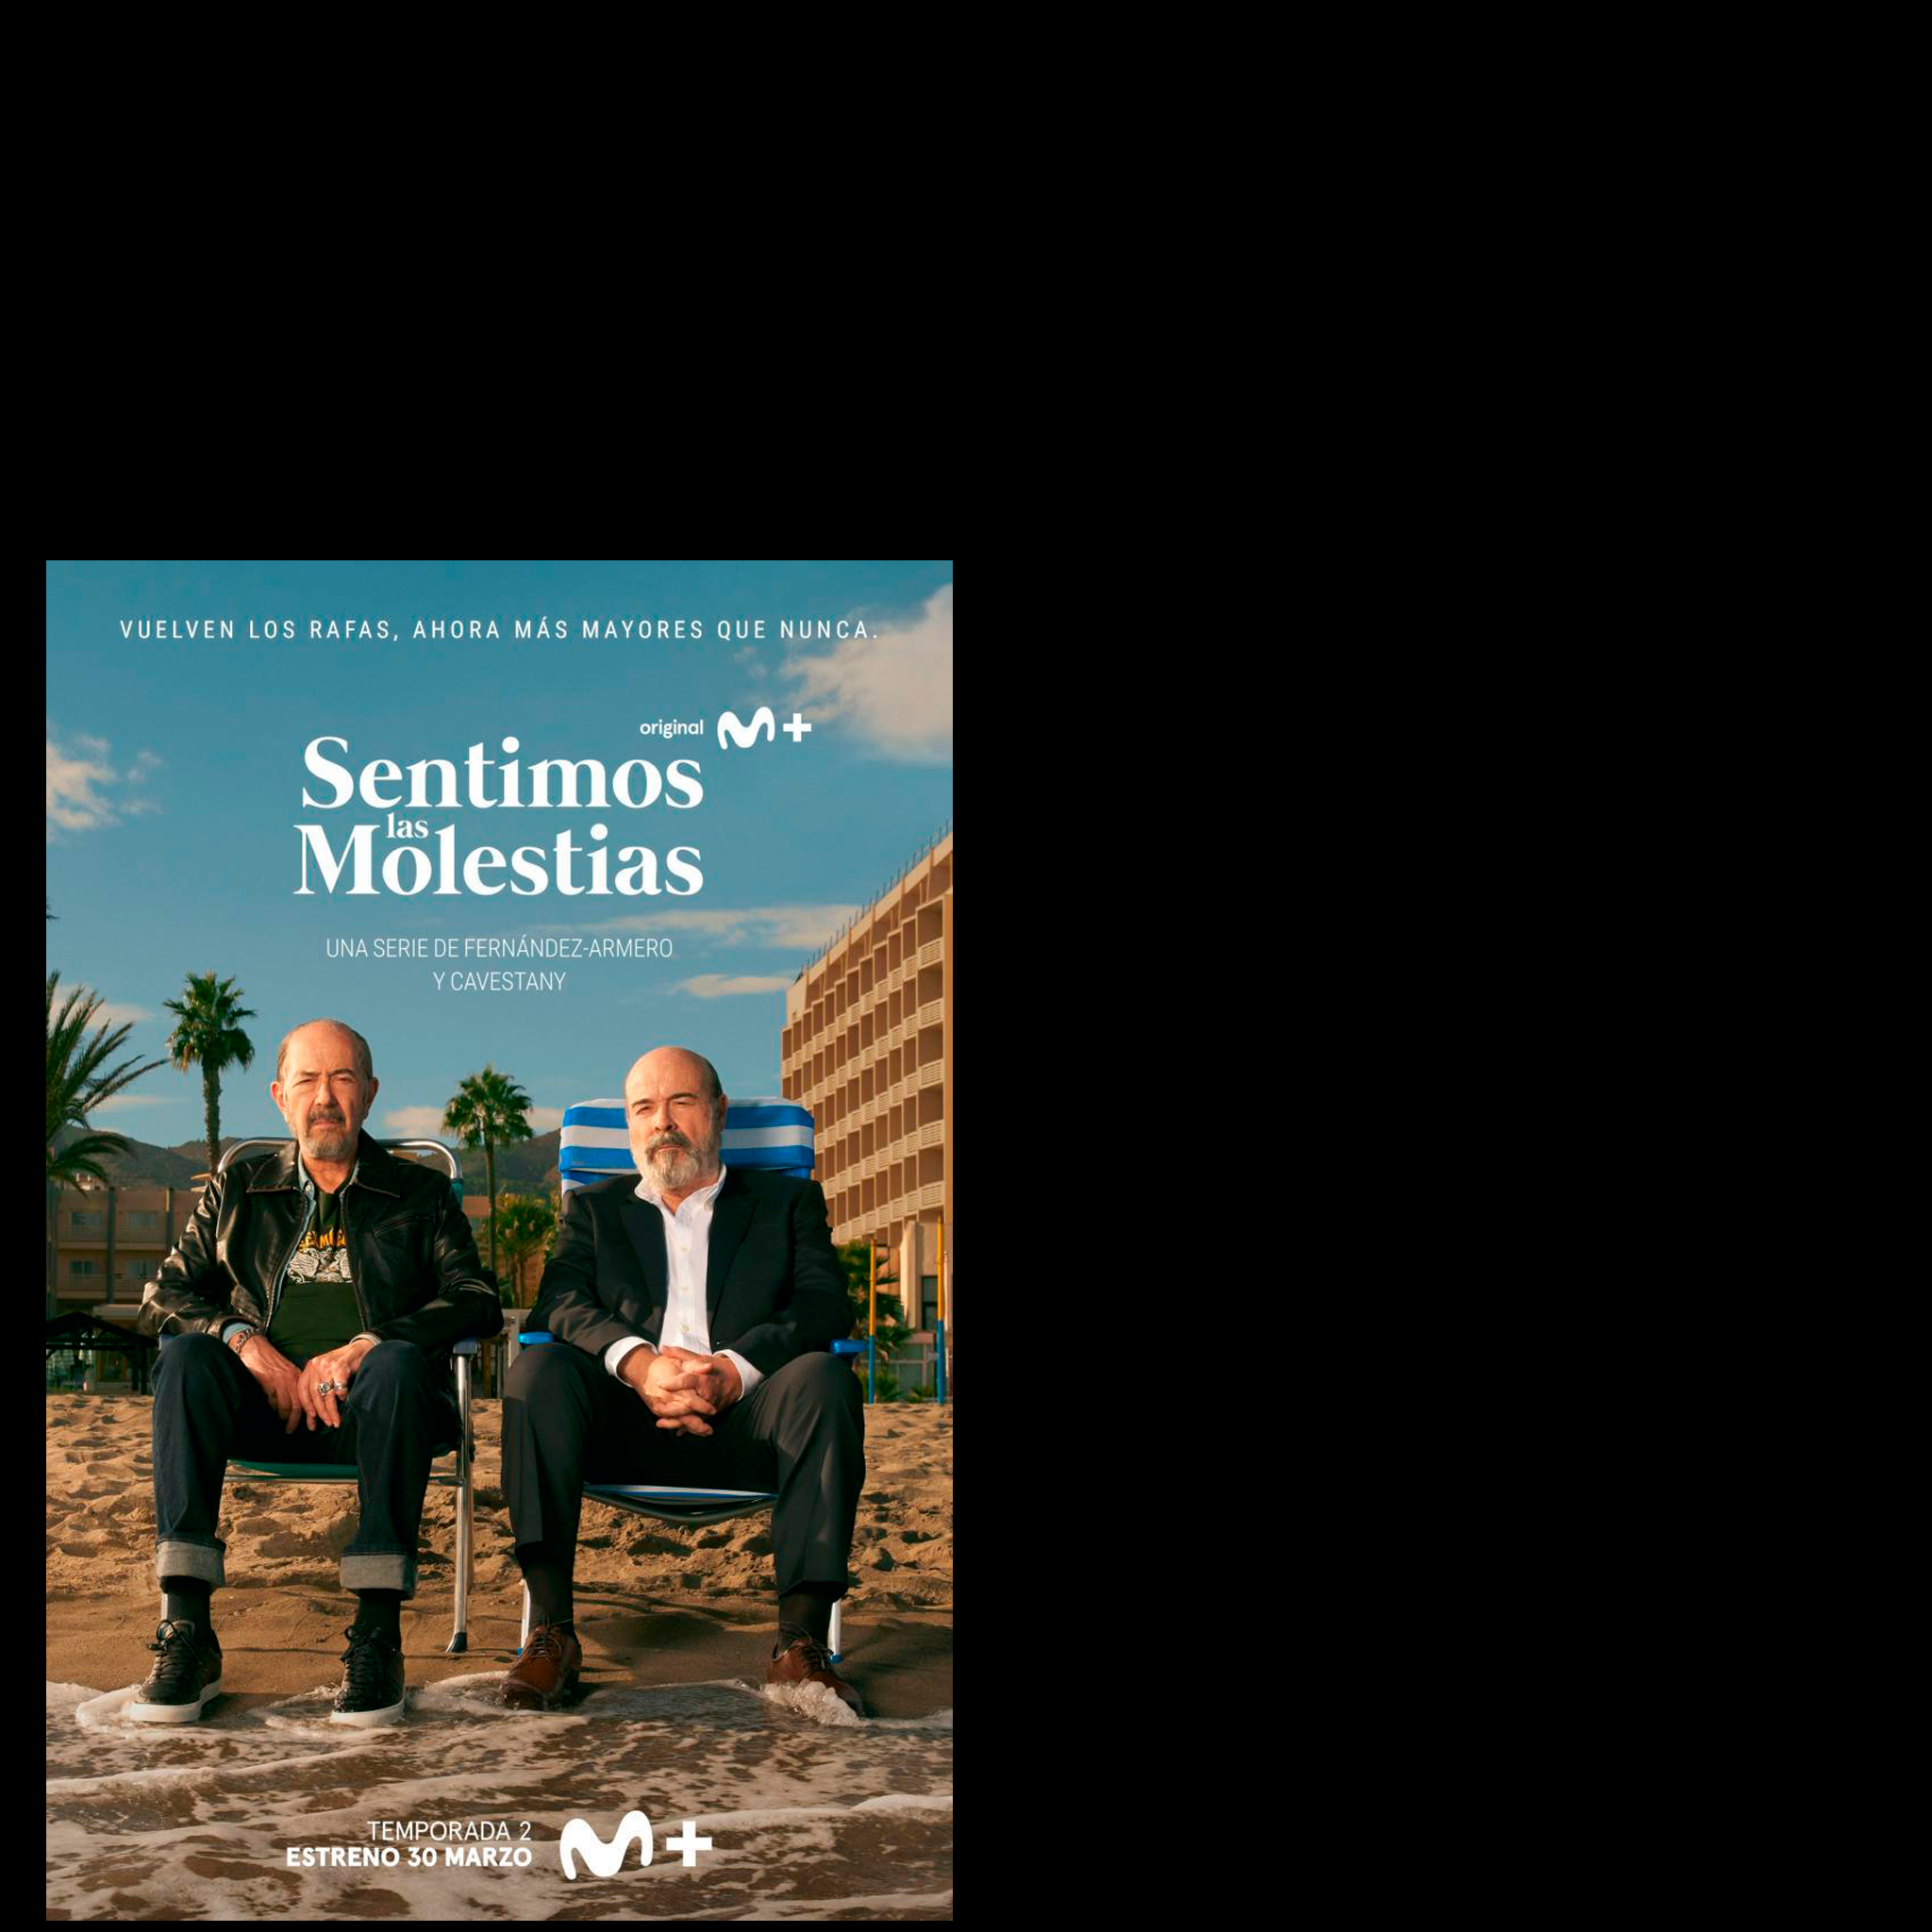 VUELVEN LOS RAFAS, AHORA MÁS MAYORES QUE NUNCA.
original M+
Sentimos
las
Molestias
UNA SERIE DE FERNÁNDEZ-ARMERO
Y CAVESTANY
TEMPORADA 2
ESTRENO 30 MARZO
M+